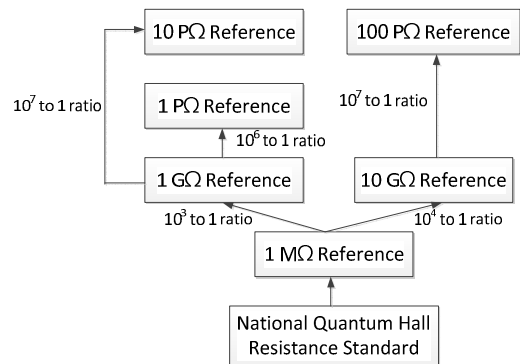 10 PΩ Reference
100 PΩ Reference
10⁷ to 1 ratio
10⁷ to 1 ratio
1 PΩ Reference
10⁶ to 1 ratio
1 GΩ Reference
10 GΩ Reference
10³ to 1 ratio
10⁴ to 1 ratio
1 MΩ Reference
National Quantum Hall
Resistance Standard